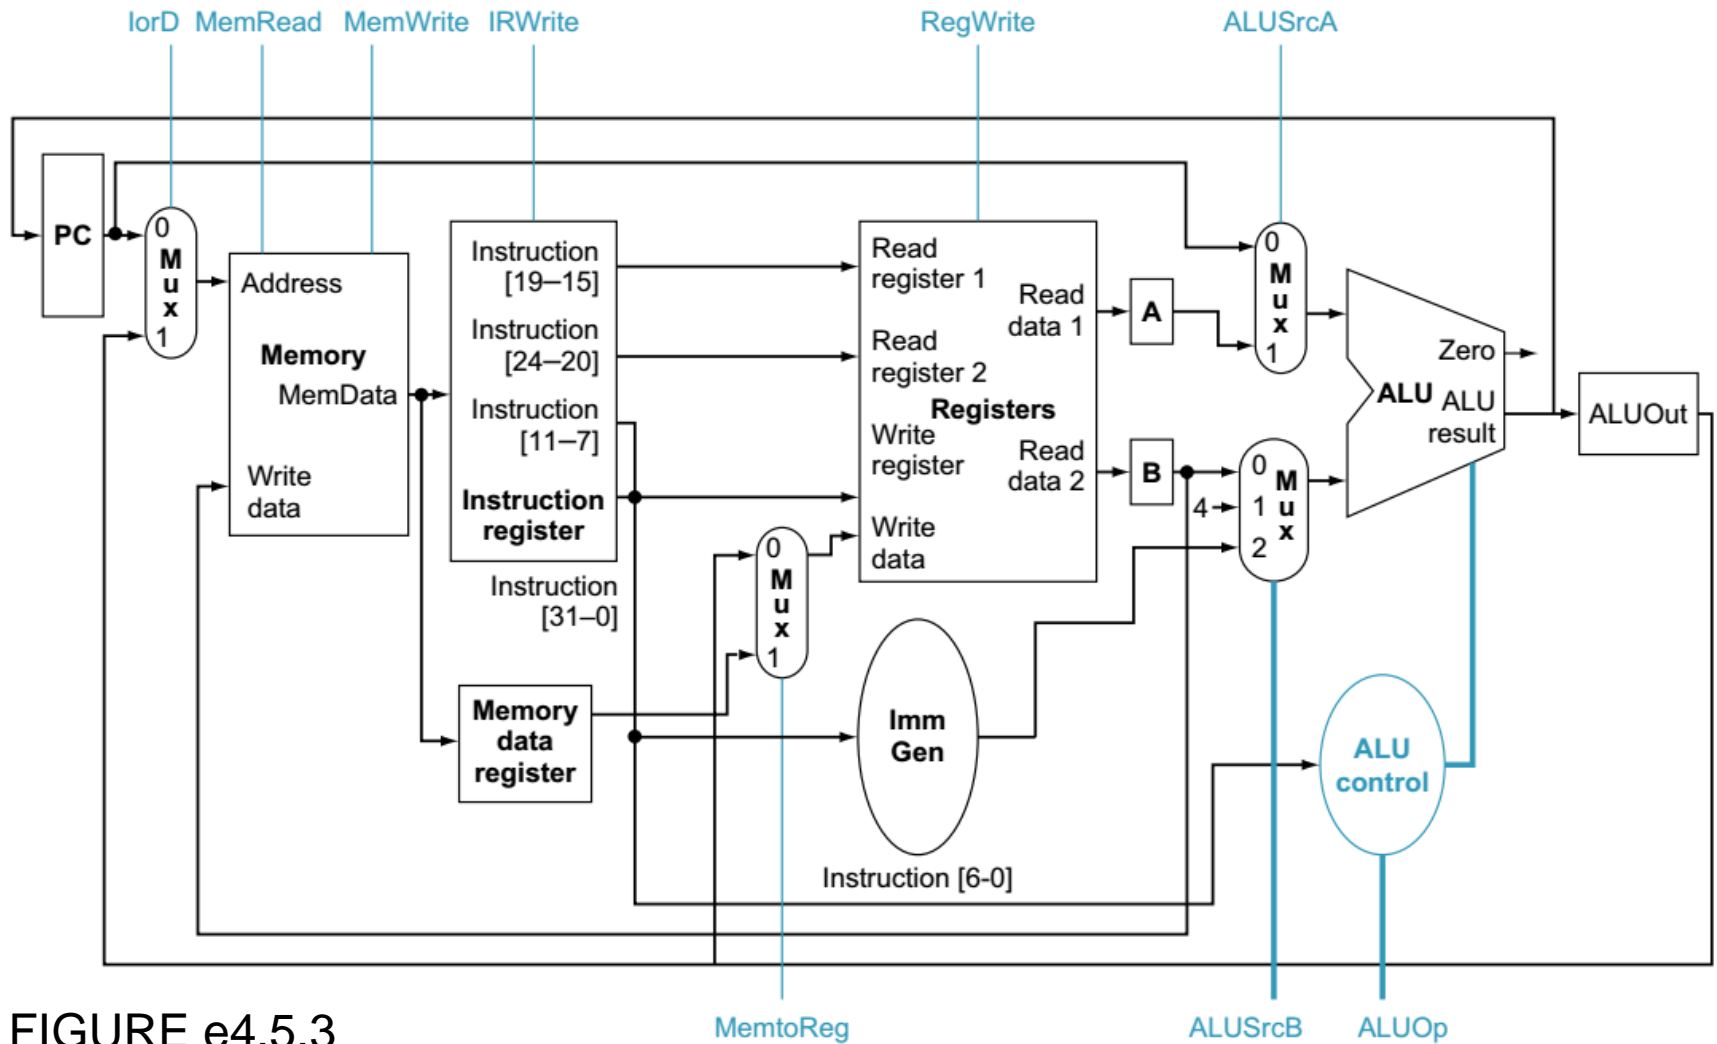 IorD MemRead MemWrite IRWrite RegWrite ALUSrcA
PC
0
M
u
x
1
Address
Memory
MemData
Write
data
Instruction
[19–15]
Instruction
[24–20]
Instruction
[11–7]
Instruction
register
Instruction
[31–0]
Memory
data
register
0
M
u
x
1
Read
register 1
Read
register 2
Registers
Write
register
Write
data
Read
data 1
Read
data 2
A
B
4
0
M
u
x
1
0
1
2
M
u
x
Zero
ALU
ALU
result
ALUOut
Imm
Gen
ALU
control
Instruction [6-0]
MemtoReg ALUSrcB ALUOp
FIGURE e4.5.3